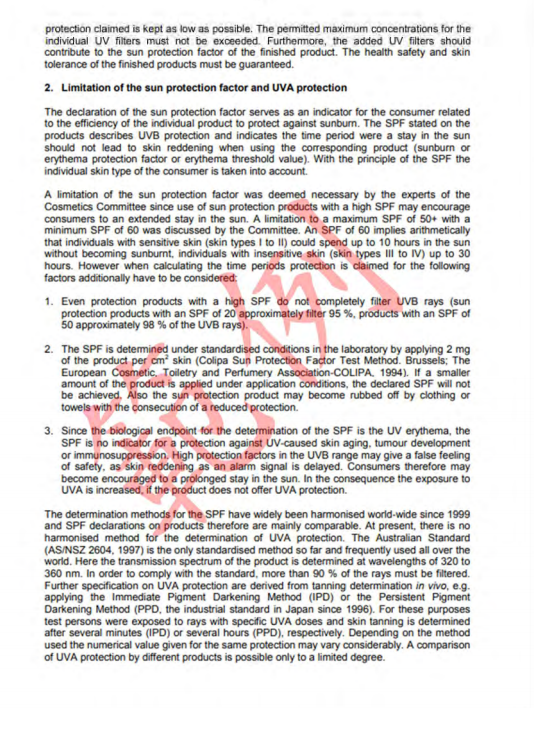 protection claimed is kept as low as possible. The permitted maximum concentrations for the
individual UV filters must not be exceeded. Furthermore, the added UV filters should
contribute to the sun protection factor of the finished product. The health safety and skin
tolerance of the finished products must be guaranteed.
2. Limitation of the sun protection factor and UVA protection
The declaration of the sun protection factor serves as an indicator for the consumer related
to the efficiency of the individual product to protect against sunburn. The SPF stated on the
products describes UVB protection and indicates the time period were a stay in the sun
should not lead to skin reddening when using the corresponding product (sunburn or
erythema protection factor or erythema threshold value). With the principle of the SPF the
individual skin type of the consumer is taken into account.
A limitation of the sun protection factor was deemed necessary by the experts of the
Cosmetics Committee since use of sun protection products with a high SPF may encourage
consumers to an extended stay in the sun. A limitation to a maximum SPF of 50+ with a
minimum SPF of 60 was discussed by the Committee. An SPF of 60 implies arithmetically
that individuals with sensitive skin (skin types I to II) could spend up to 10 hours in the sun
without becoming sunburnt, individuals with insensitive skin (skin types III to IV) up to 30
hours. However when calculating the time periods protection is claimed for the following
factors additionally have to be considered:
1. Even protection products with a high SPF do not completely filter UVB rays (sun
protection products with an SPF of 20 approximately filter 95 %, products with an SPF of
50 approximately 98 % of the UVB rays).
2. The SPF is determined under standardised conditions in the laboratory by applying 2 mg
of the product per cm² skin (Colipa Sun Protection Factor Test Method. Brussels; The
European Cosmetic, Toiletry and Perfumery Association-COLIPA, 1994). If a smaller
amount of the product is applied under application conditions, the declared SPF will not
be achieved. Also the sun protection product may become rubbed off by clothing or
towels with the consecution of a reduced protection.
3. Since the biological endpoint for the determination of the SPF is the UV erythema, the
SPF is no indicator for a protection against UV-caused skin aging, tumour development
or immunosuppression. High protection factors in the UVB range may give a false feeling
of safety, as skin reddening as an alarm signal is delayed. Consumers therefore may
become encouraged to a prolonged stay in the sun. In the consequence the exposure to
UVA is increased, if the product does not offer UVA protection.
The determination methods for the SPF have widely been harmonised world-wide since 1999
and SPF declarations on products therefore are mainly comparable. At present, there is no
harmonised method for the determination of UVA protection. The Australian Standard
(AS/NSZ 2604, 1997) is the only standardised method so far and frequently used all over the
world. Here the transmission spectrum of the product is determined at wavelengths of 320 to
360 nm. In order to comply with the standard, more than 90 % of the rays must be filtered.
Further specification on UVA protection are derived from tanning determination in vivo, e.g.
applying the Immediate Pigment Darkening Method (IPD) or the Persistent Pigment
Darkening Method (PPD, the industrial standard in Japan since 1996). For these purposes
test persons were exposed to rays with specific UVA doses and skin tanning is determined
after several minutes (IPD) or several hours (PPD), respectively. Depending on the method
used the numerical value given for the same protection may vary considerably. A comparison
of UVA protection by different products is possible only to a limited degree.